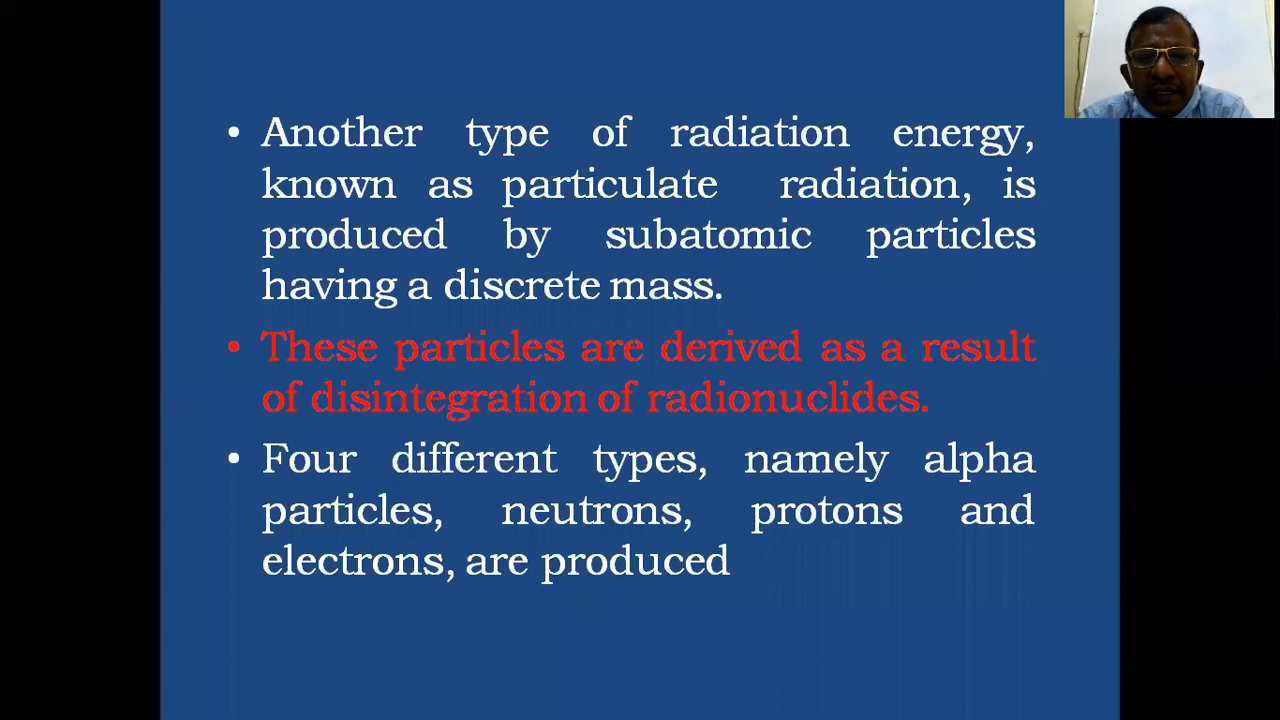 • Another type of radiation energy,
known as particulate radiation, is
produced by subatomic particles
having a discrete mass.
• These particles are derived as a result
of disintegration of radionuclides.
• Four different types, namely alpha
particles, neutrons, protons and
electrons, are produced